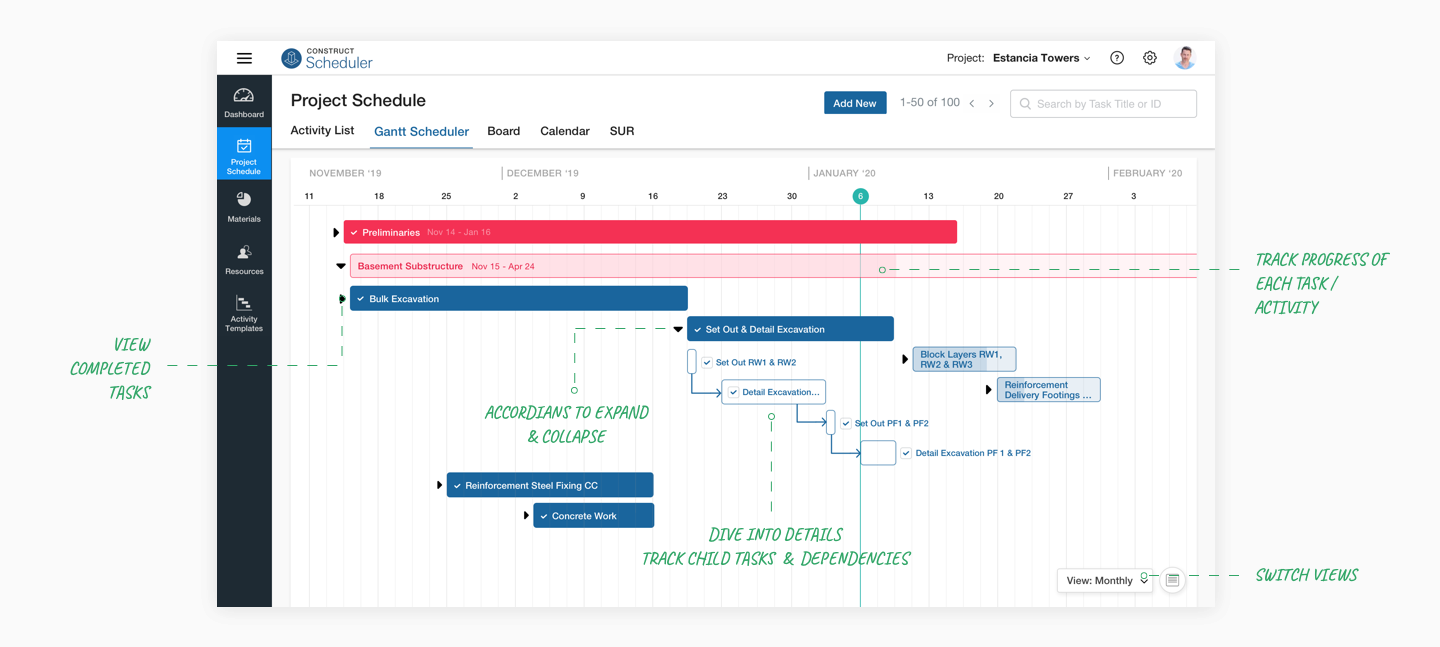 CONSTRUCT
Scheduler
Project: Estancia Towers
Dashboard
Project
Schedule
Materials
Resources
Activity
Templates
Project Schedule
Add New
1-50 of 100
Search by Task Title or ID
Activity List
Gantt Scheduler
Board
Calendar
SUR
NOVEMBER '19
DECEMBER '19
JANUARY '20
FEBRUARY '20
11 18 25 2 9 16 23 30 6 13 20 27 3
Preliminaries Nov 14 - Jan 16
Basement Substructure Nov 15 - Apr 24
Bulk Excavation
Set Out & Detail Excavation
Set Out RW1 & RW2
Block Layers RW1,
RW2 & RW3
Detail Excavation...
Reinforcement
Delivery Footings ...
Set Out PF1 & PF2
Detail Excavation PF 1 & PF2
Reinforcement Steel Fixing CC
Concrete Work
View: Monthly
VIEW
COMPLETED
TASKS
ACCORDIANS TO EXPAND
& COLLAPSE
DIVE INTO DETAILS
TRACK CHILD TASKS & DEPENDENCIES
TRACK PROGRESS OF
EACH TASK /
ACTIVITY
SWITCH VIEWS